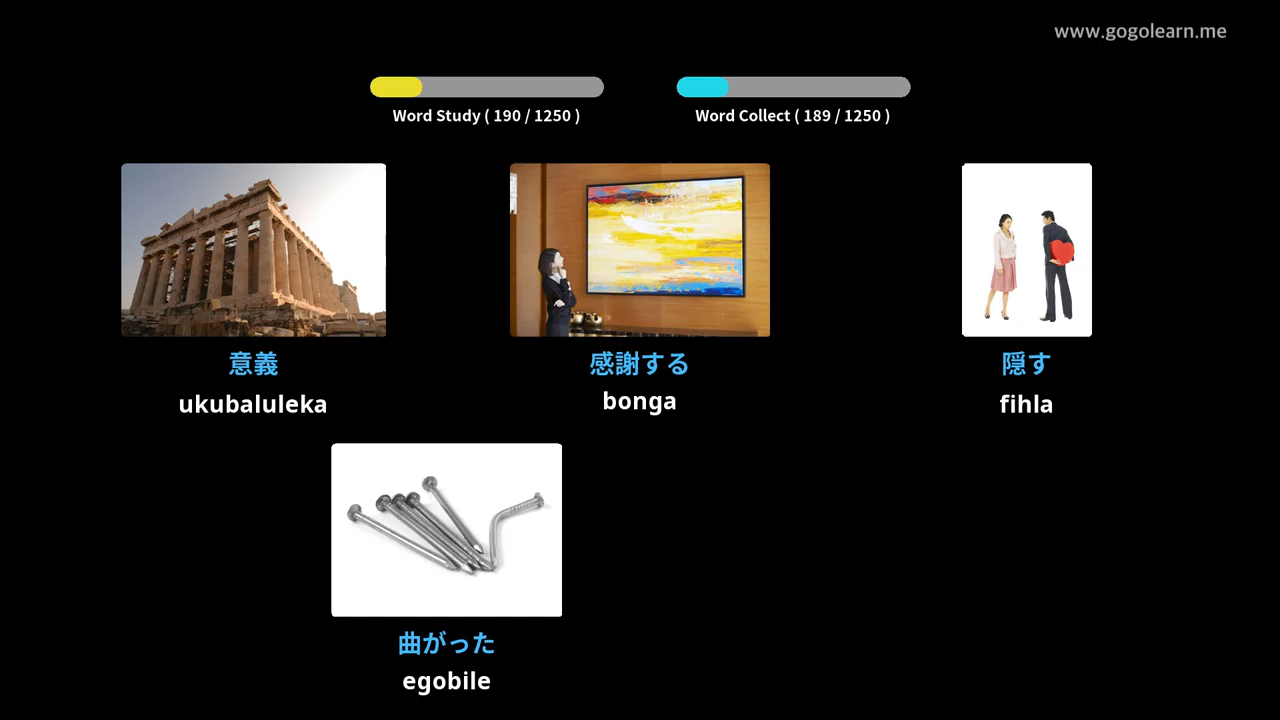 www.gogolearn.me
Word Study ( 190 / 1250 )
Word Collect ( 189 / 1250 )
意義
ukubaluleka
感謝する
bonga
隠す
fihla
曲がった
egobile